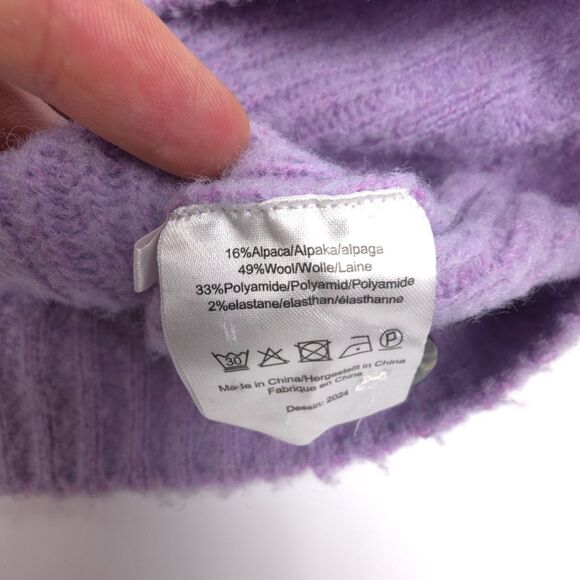 16%Alpaca/Alpaka/alpaga
49%Wool/Wolle/Laine
33%Polyamide/Polyamid/Polyamide
2%elastane/elasthan/élasthanne
30 P
Made in China/Hergestellt in China
Fabriqué en Chine
Dessin: 2024